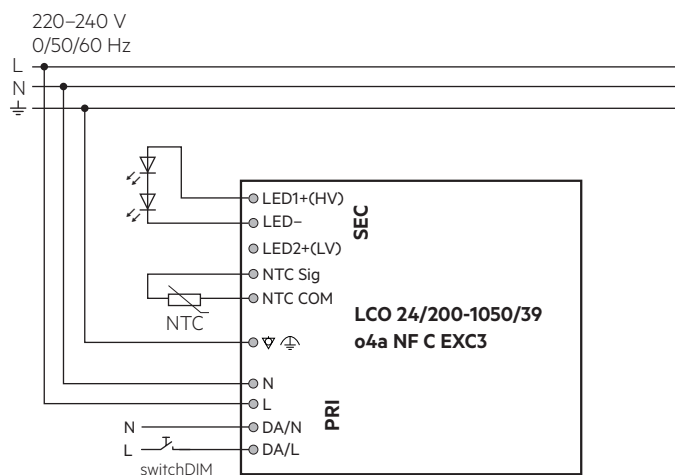 220–240 V
0/50/60 Hz
L
N
LED1+(HV)
LED–
LED2+(LV)
SEC
NTC Sig
NTC COM
NTC
LCO 24/200-1050/39
o4a NF C EXC3
N
L
PRI
N DA/N
L DA/L
switchDIM